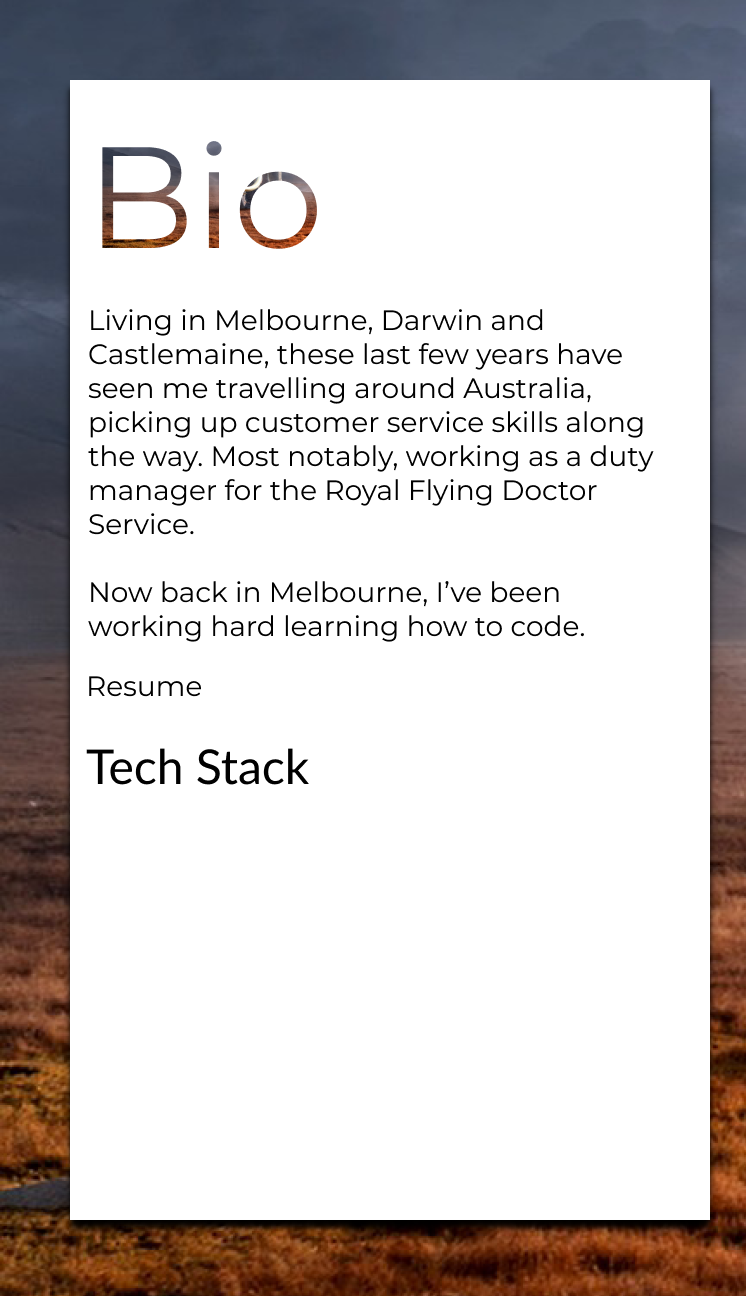 Bio
Living in Melbourne, Darwin and
Castlemaine, these last few years have
seen me travelling around Australia,
picking up customer service skills along
the way. Most notably, working as a duty
manager for the Royal Flying Doctor
Service.
Now back in Melbourne, I’ve been
working hard learning how to code.
Resume
Tech Stack